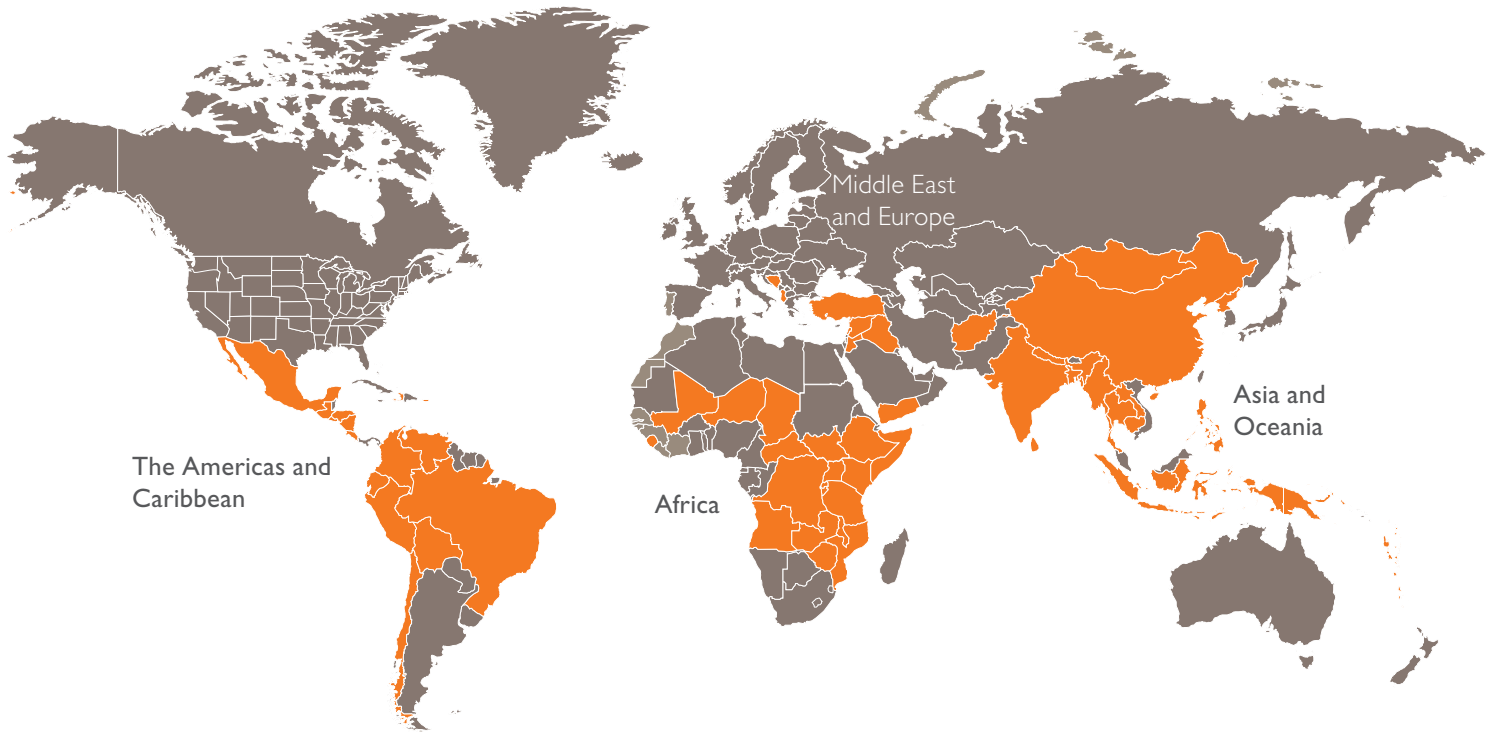 Middle East
and Europe
Asia and
Oceania
The Americas and
Caribbean
Africa